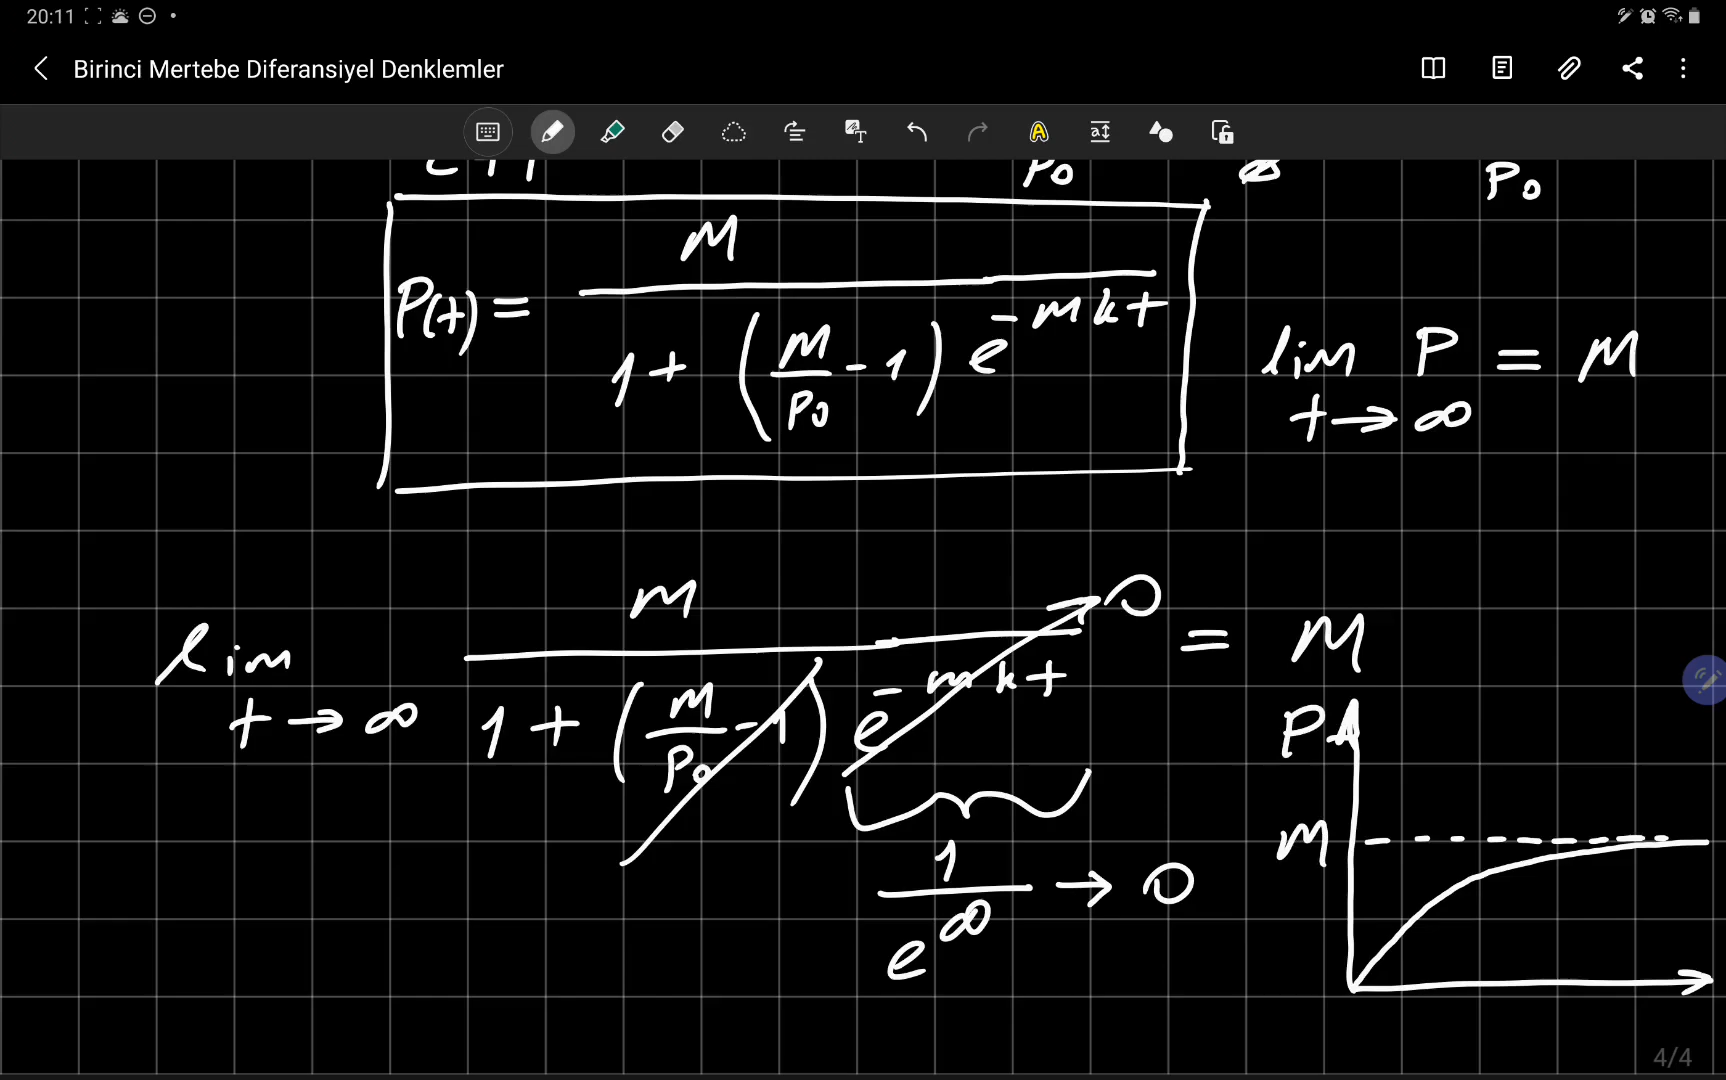 20:11
Birinci Mertebe Diferansiyel Denklemler
P₀ P₀
P(t) = M / (1 + (M/P₀ - 1) e^(-Mkt))
lim t→∞ P = M
lim t→∞ M / (1 + (M/P₀ - 1) e^(-Mkt)) → 0 = M
1/e^∞ → 0
P
M
4/4